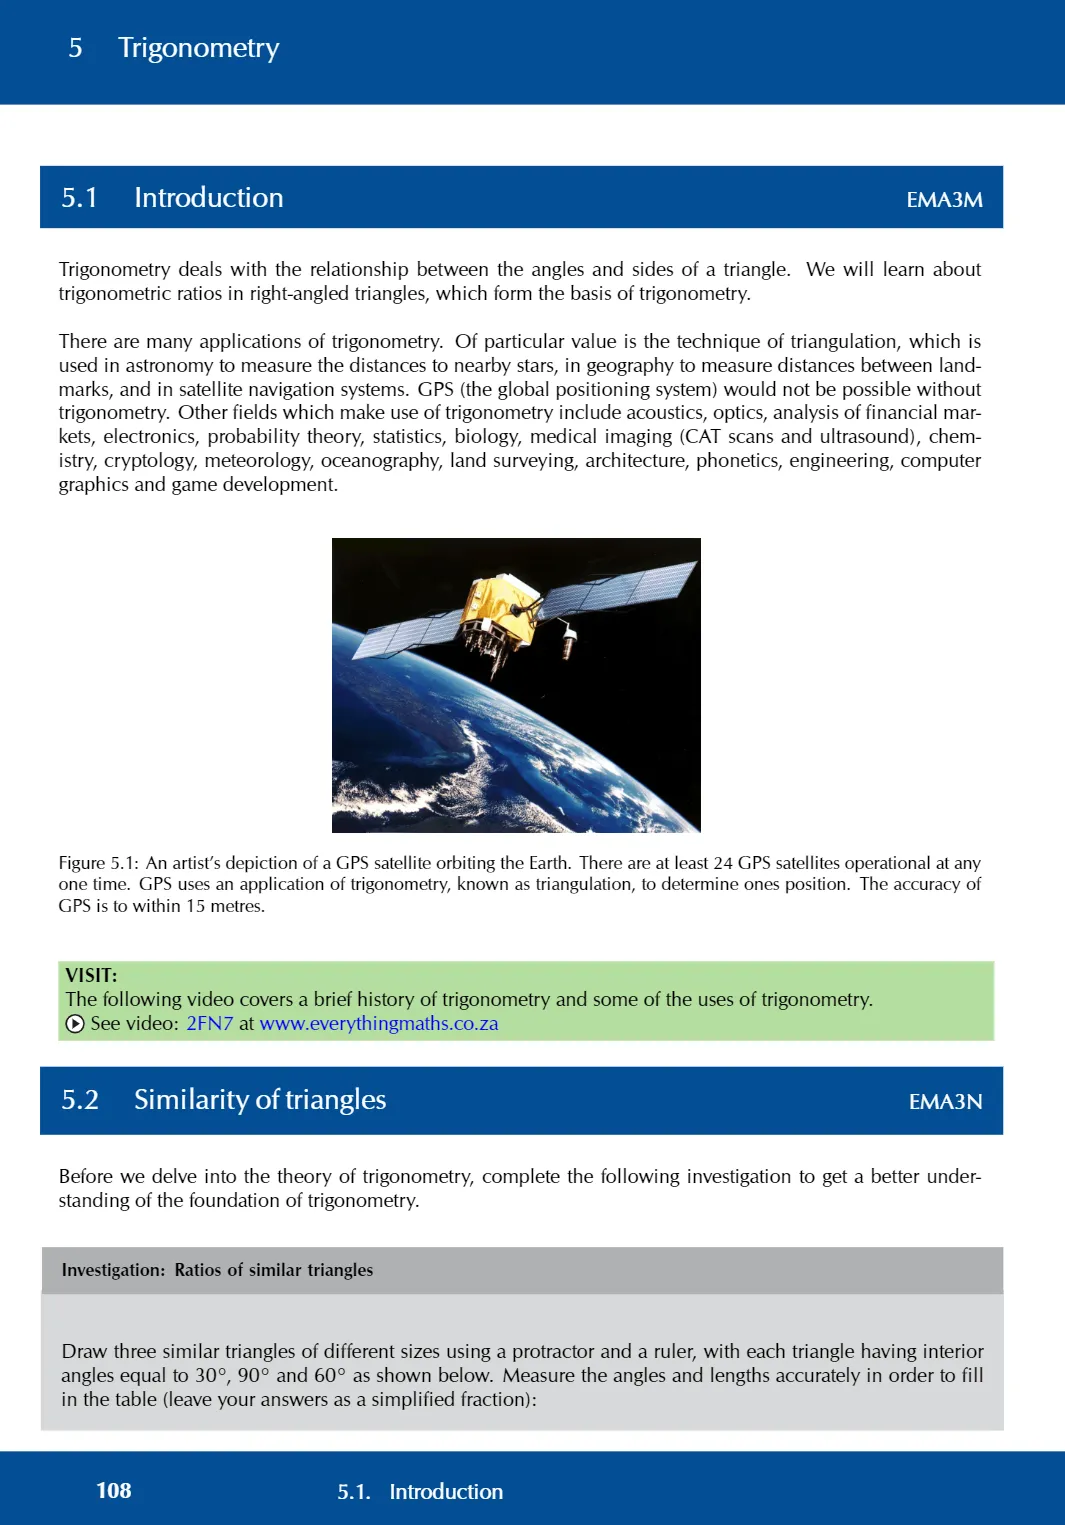 5 Trigonometry
5.1 Introduction EMA3M
Trigonometry deals with the relationship between the angles and sides of a triangle. We will learn about
trigonometric ratios in right-angled triangles, which form the basis of trigonometry.
There are many applications of trigonometry. Of particular value is the technique of triangulation, which is
used in astronomy to measure the distances to nearby stars, in geography to measure distances between land-
marks, and in satellite navigation systems. GPS (the global positioning system) would not be possible without
trigonometry. Other fields which make use of trigonometry include acoustics, optics, analysis of financial mar-
kets, electronics, probability theory, statistics, biology, medical imaging (CAT scans and ultrasound), chem-
istry, cryptology, meteorology, oceanography, land surveying, architecture, phonetics, engineering, computer
graphics and game development.
Figure 5.1: An artist's depiction of a GPS satellite orbiting the Earth. There are at least 24 GPS satellites operational at any
one time. GPS uses an application of trigonometry, known as triangulation, to determine ones position. The accuracy of
GPS is to within 15 metres.
VISIT:
The following video covers a brief history of trigonometry and some of the uses of trigonometry.
See video: 2FN7 at www.everythingmaths.co.za
5.2 Similarity of triangles EMA3N
Before we delve into the theory of trigonometry, complete the following investigation to get a better under-
standing of the foundation of trigonometry.
Investigation: Ratios of similar triangles
Draw three similar triangles of different sizes using a protractor and a ruler, with each triangle having interior
angles equal to 30°, 90° and 60° as shown below. Measure the angles and lengths accurately in order to fill
in the table (leave your answers as a simplified fraction):
108 5.1. Introduction